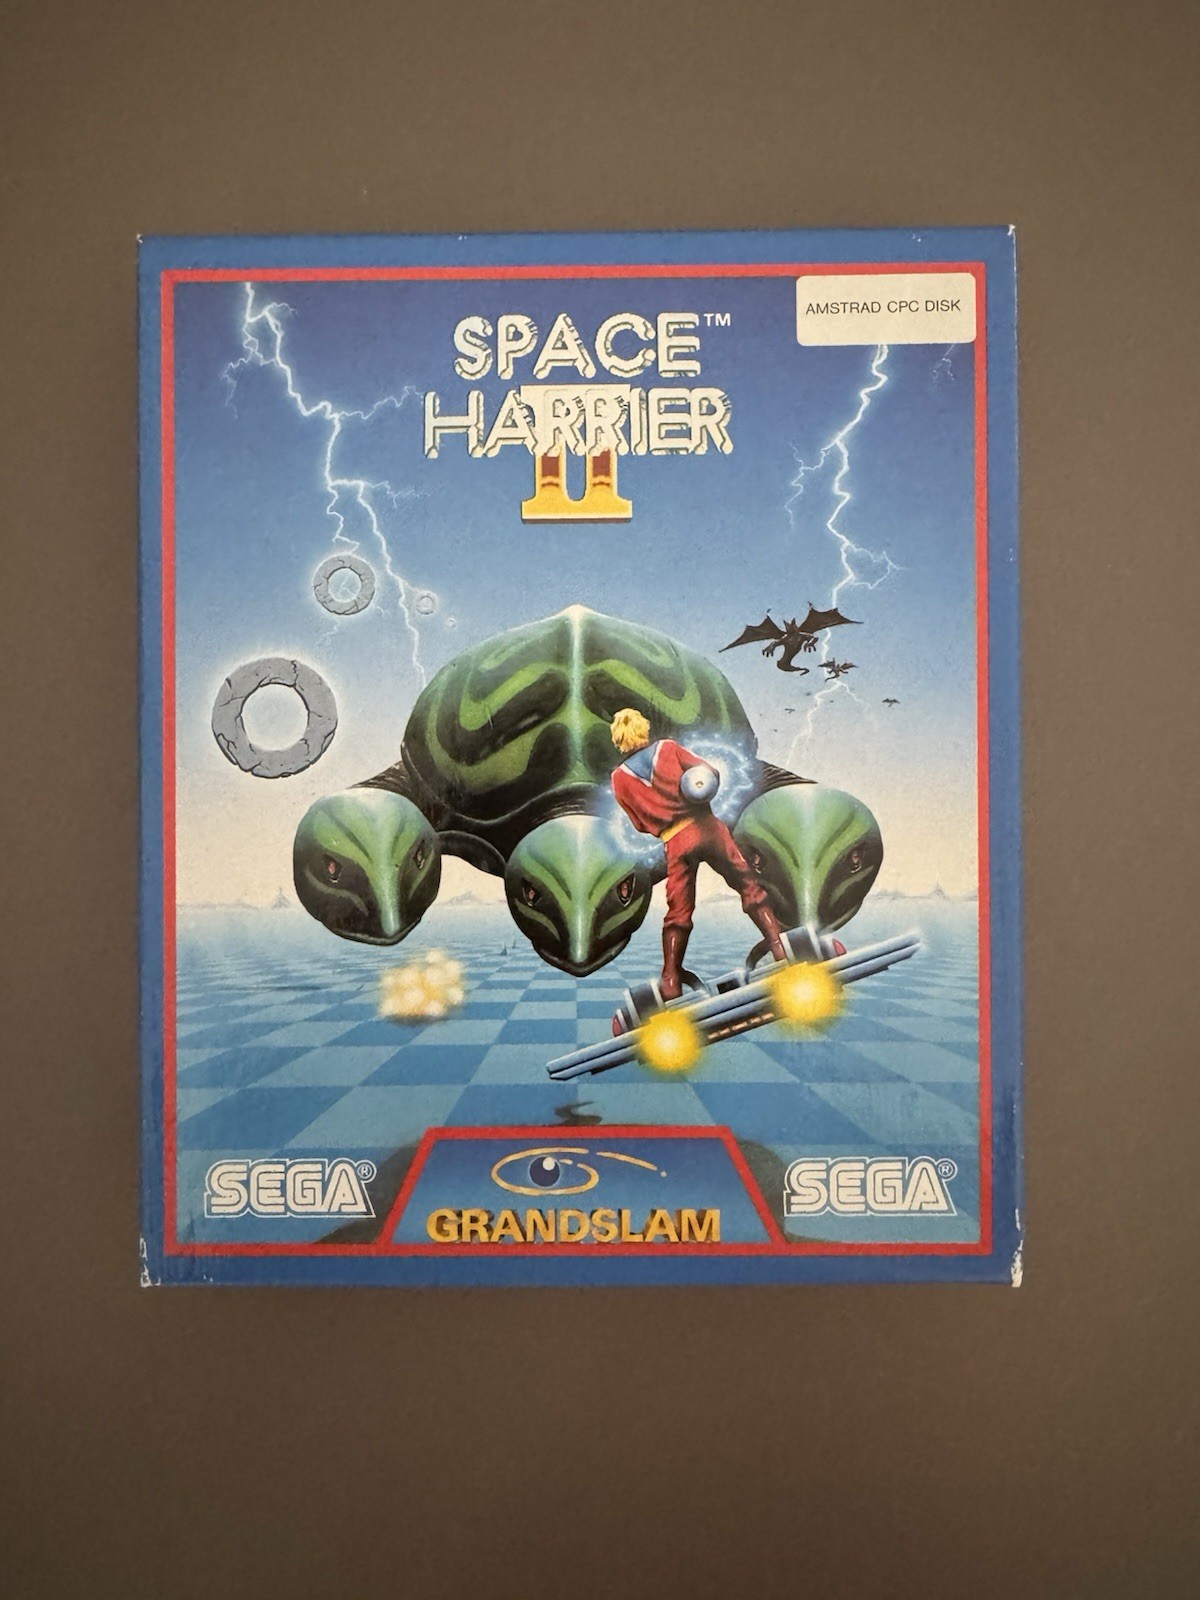 AMSTRAD CPC DISK
SPACE™
HARRIER
II
SEGA®
GRANDSLAM
SEGA®